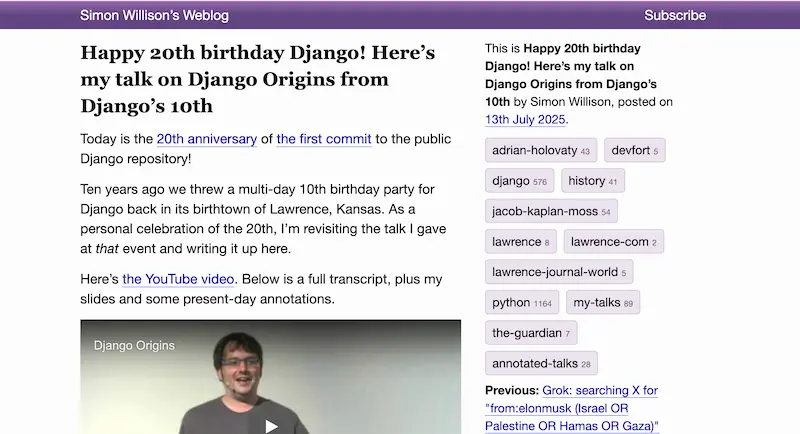 Simon Willison’s Weblog
Subscribe
Happy 20th birthday Django! Here’s
my talk on Django Origins from
Django’s 10th
Today is the 20th anniversary of the first commit to the public
Django repository!
Ten years ago we threw a multi-day 10th birthday party for
Django back in its birthtown of Lawrence, Kansas. As a
personal celebration of the 20th, I’m revisiting the talk I gave
at that event and writing it up here.
Here’s the YouTube video. Below is a full transcript, plus my
slides and some present-day annotations.
Django Origins
This is Happy 20th birthday
Django! Here’s my talk on
Django Origins from Django’s
10th by Simon Willison, posted on
13th July 2025.
adrian-holovaty 43 devfort 5
django 576 history 41
jacob-kaplan-moss 54
lawrence 8 lawrence-com 2
lawrence-journal-world 5
python 1164 my-talks 89
the-guardian 7
annotated-talks 28
Previous: Grok: searching X for
"from:elonmusk (Israel OR
Palestine OR Hamas OR Gaza)"